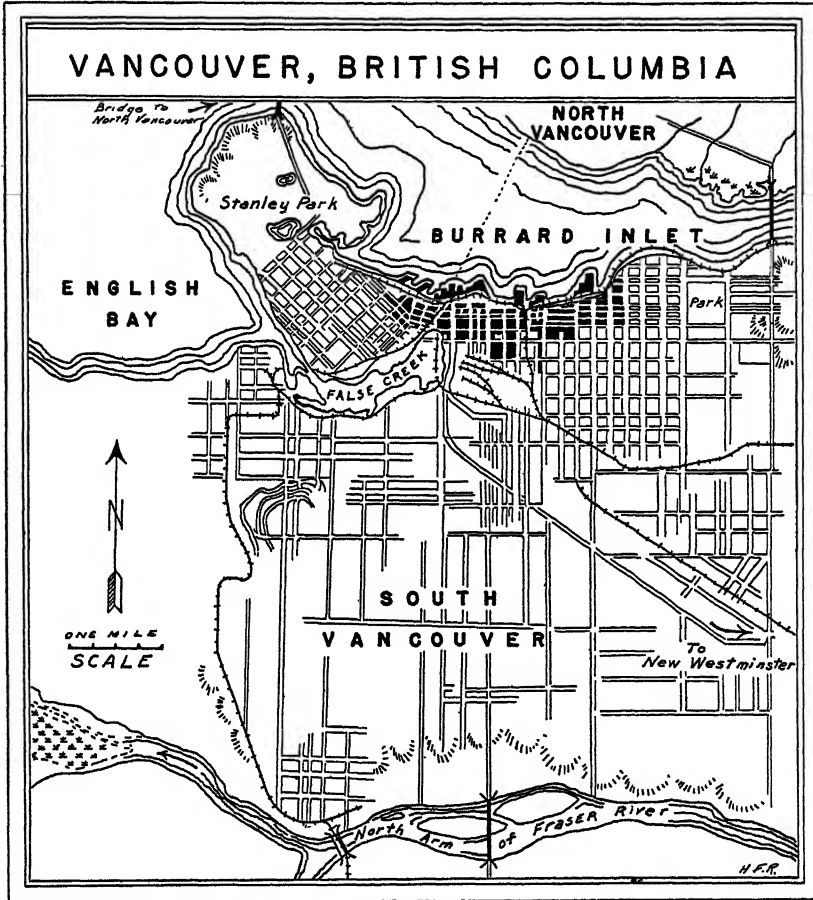 VANCOUVER, BRITISH COLUMBIA
Bridge to
North Vancouver
NORTH
VANCOUVER
Stanley Park
BURRARD INLET
ENGLISH
BAY
Park
FALSE CREEK
N
ONE MILE
SCALE
SOUTH
VANCOUVER
To
New Westminster
North Arm of FRASER River
H.F.R.